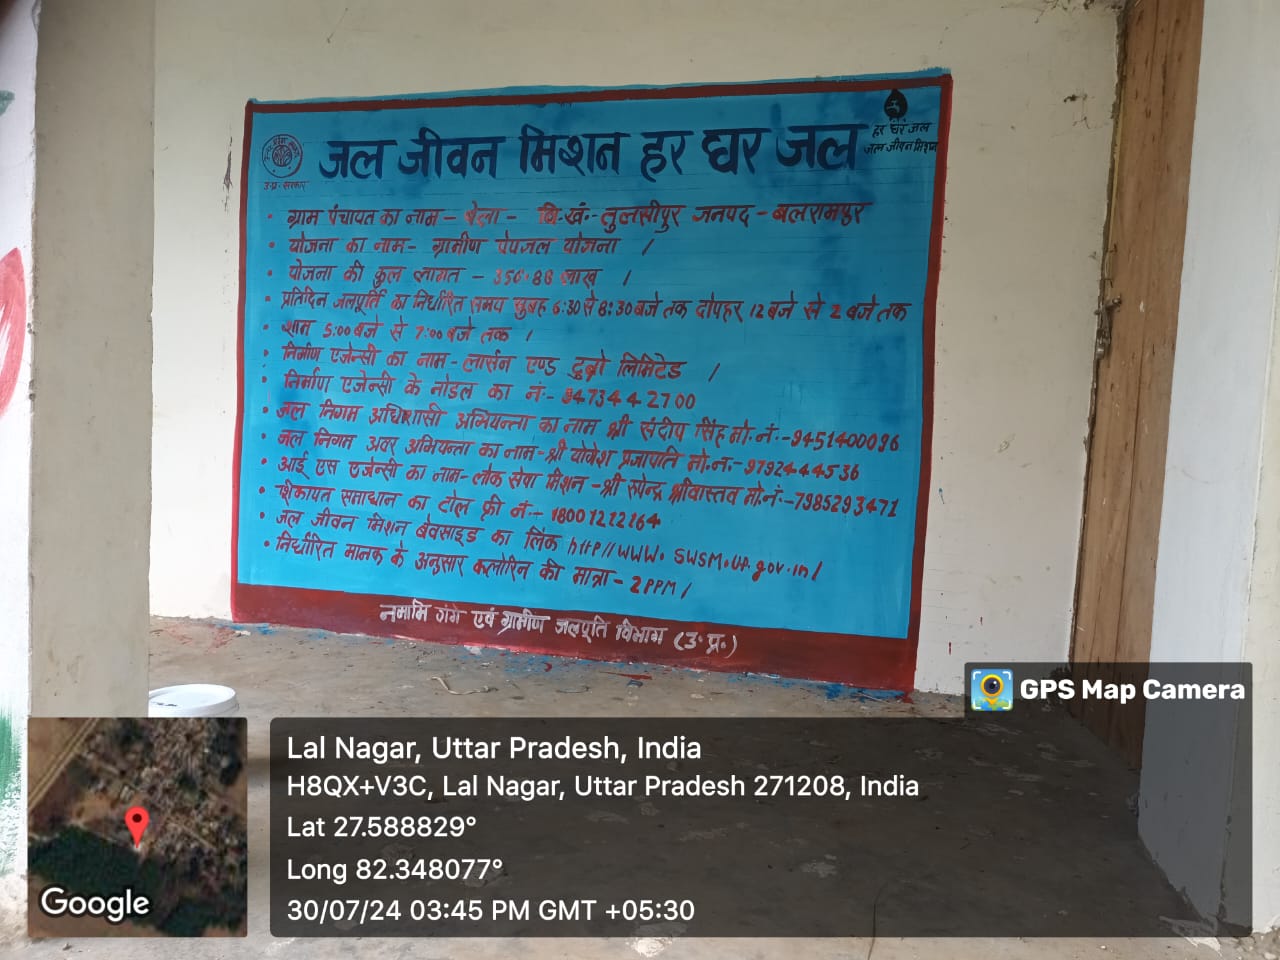 जल जीवन मिशन हर घर जल
उ.प्र. सरकार
हर घर जल
जल जीवन मिशन
• ग्राम पंचायत का नाम – बेला – वि.खं.- तुलसीपुर जनपद – बलरामपुर
• योजना का नाम- ग्रामीण पेयजल योजना ।
• योजना की कुल लागत – 350.88 लाख ।
• प्रतिदिन जलपूर्ति का निर्धारित समय सुबह 6:30 से 8:30 बजे तक दोपहर 12 बजे से 2 बजे तक
• शाम 5:00 बजे से 7:00 बजे तक ।
• निर्माण एजेन्सी का नाम – लार्सन एण्ड टुब्रो लिमिटेड ।
• निर्माण एजेन्सी के नोडल का नं.- 9473442700
• जल निगम अधिशासी अभियन्ता का नाम श्री संदीप सिंह मो.नं.-9451400096
• जल निगम अवर अभियन्ता का नाम-श्री योगेश प्रजापति मो.नं.-9792444536
• आई एस एजेन्सी का नाम- लोक सेवा मिशन -श्री रुपेन्द्र श्रीवास्तव मो.नं.-7985293471
• शिकायत समाधान का टोल फ्री नं.- 18001212164
• जल जीवन मिशन बेवसाइड का लिंक http//www.swsm.up.gov.in/
• निर्धारित मानक के अनुसार क्लोरिन की मात्रा – 2 PPM /
नमामि गंगे एवं ग्रामीण जलपूर्ति विभाग (उ.प्र.)
GPS Map Camera
Lal Nagar, Uttar Pradesh, India
H8QX+V3C, Lal Nagar, Uttar Pradesh 271208, India
Lat 27.588829°
Long 82.348077°
30/07/24 03:45 PM GMT +05:30
Google